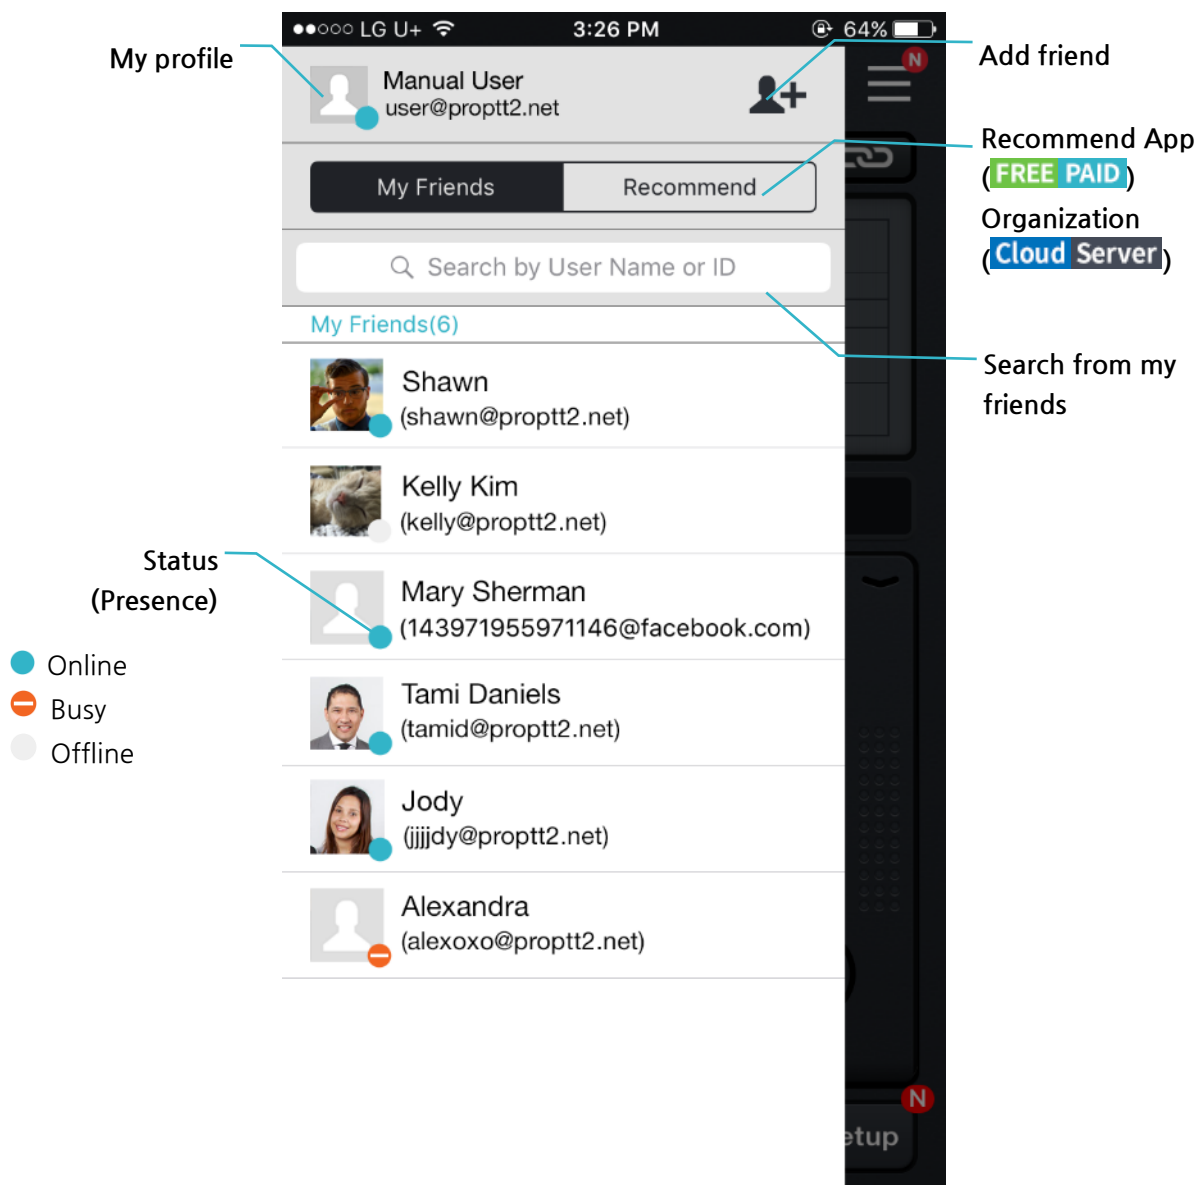 LG U+ 3:26 PM 64%
My profile
Manual User
user@proptt2.net
N
Add friend
My Friends Recommend
Recommend App
(FREE PAID)
Organization
(Cloud Server)
Search by User Name or ID
My Friends(6)
Search from my
friends
Shawn
(shawn@proptt2.net)
Kelly Kim
(kelly@proptt2.net)
Status
(Presence)
Online
Busy
Offline
Mary Sherman
(143971955971146@facebook.com)
Tami Daniels
(tamid@proptt2.net)
Jody
(jjjjdy@proptt2.net)
Alexandra
(alexoxo@proptt2.net)
N
etup